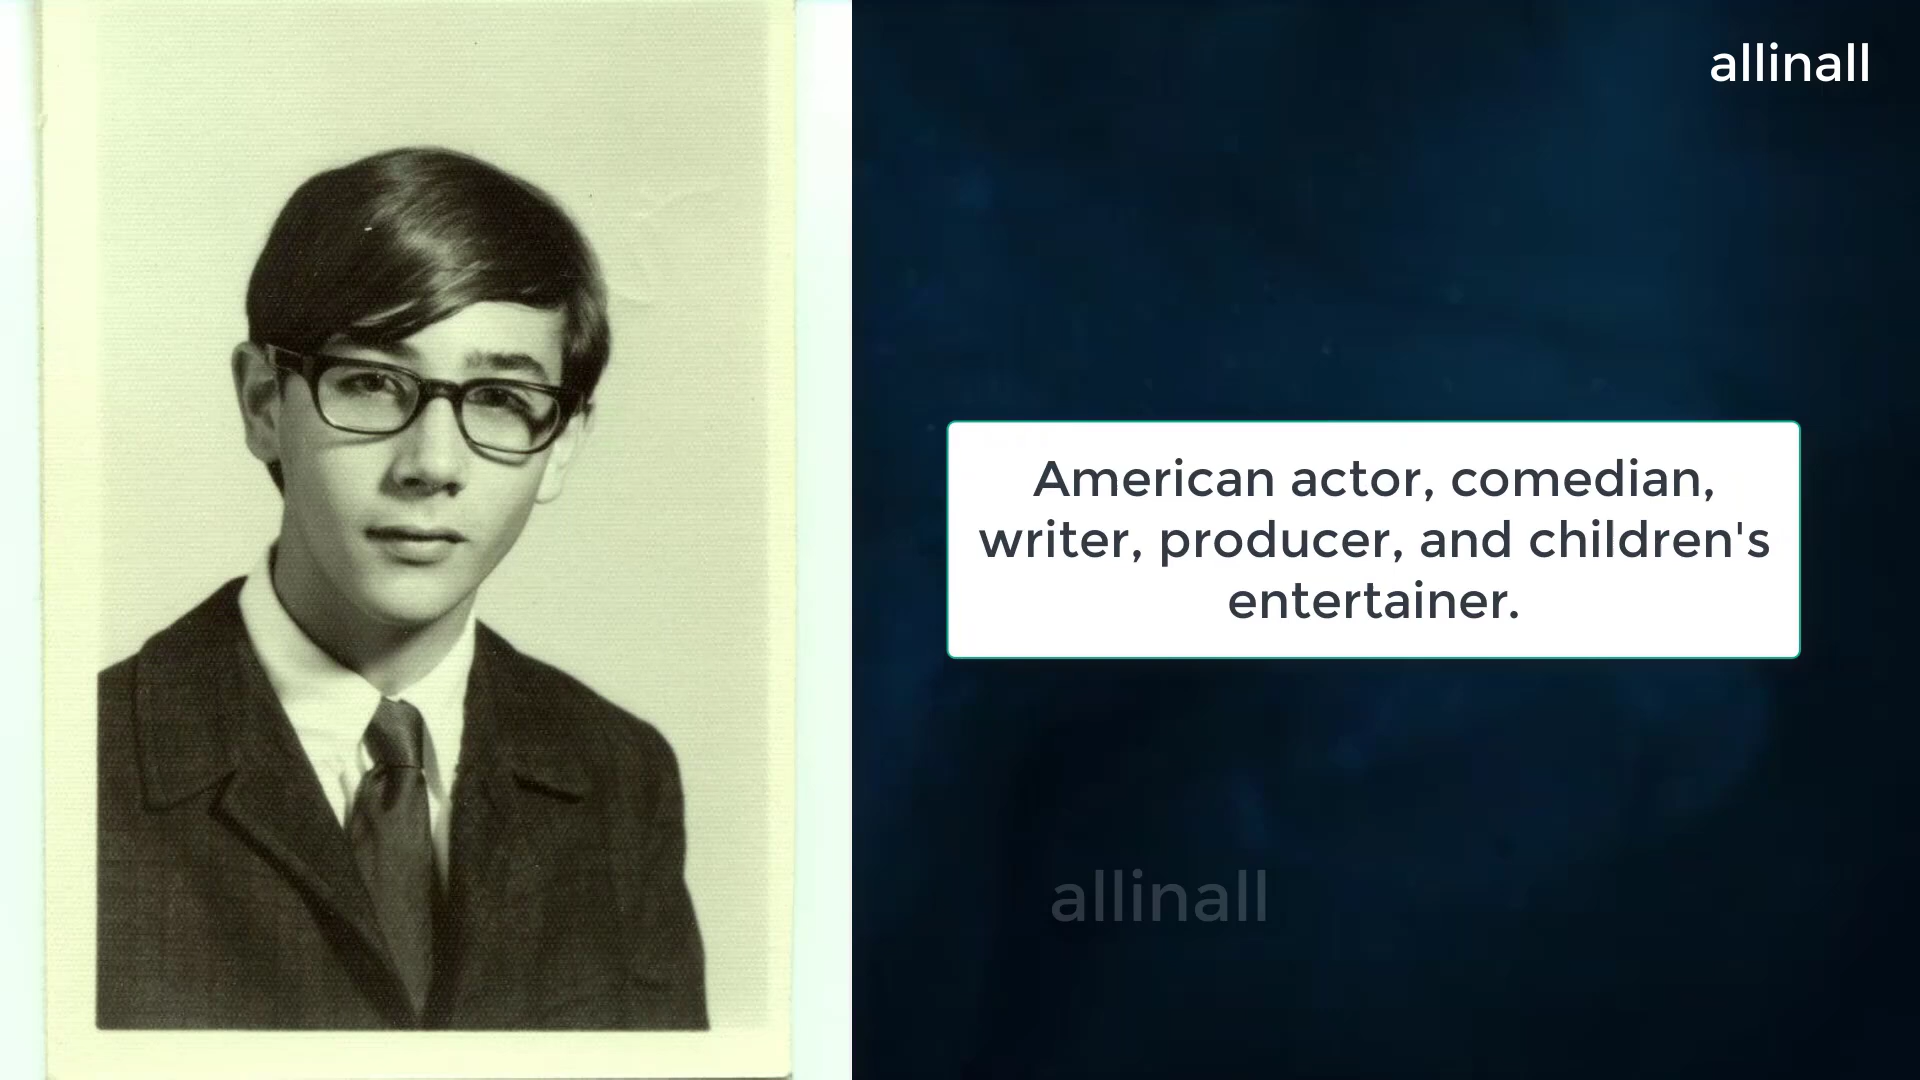 allinall
American actor, comedian,
writer, producer, and children's
entertainer.
allinall